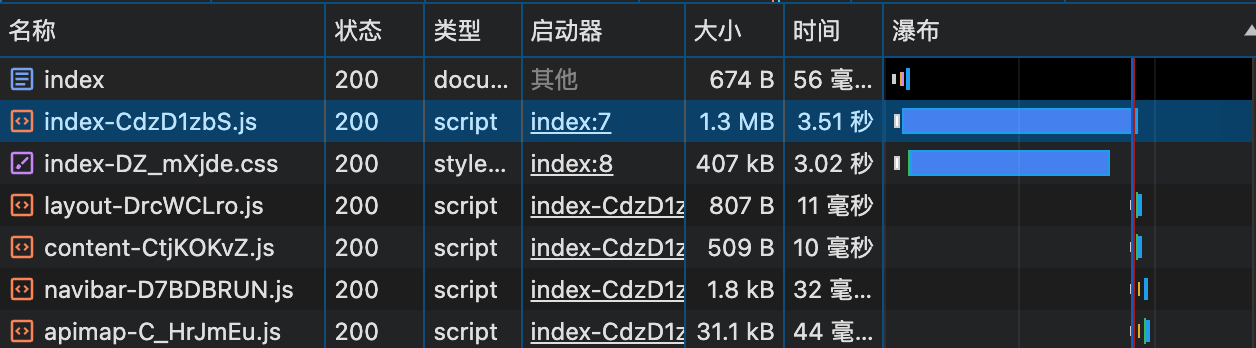 名称 状态 类型 启动器 大小 时间 瀑布
index 200 docu... 其他 674 B 56 毫...
index-CdzD1zbS.js 200 script index:7 1.3 MB 3.51 秒
index-DZ_mXjde.css 200 style... index:8 407 kB 3.02 秒
layout-DrcWCLro.js 200 script index-CdzD1z 807 B 11 毫秒
content-CtjKOKvZ.js 200 script index-CdzD1z 509 B 10 毫秒
navibar-D7BDBRUN.js 200 script index-CdzD1z 1.8 kB 32 毫...
apimap-C_HrJmEu.js 200 script index-CdzD1z 31.1 kB 44 毫...